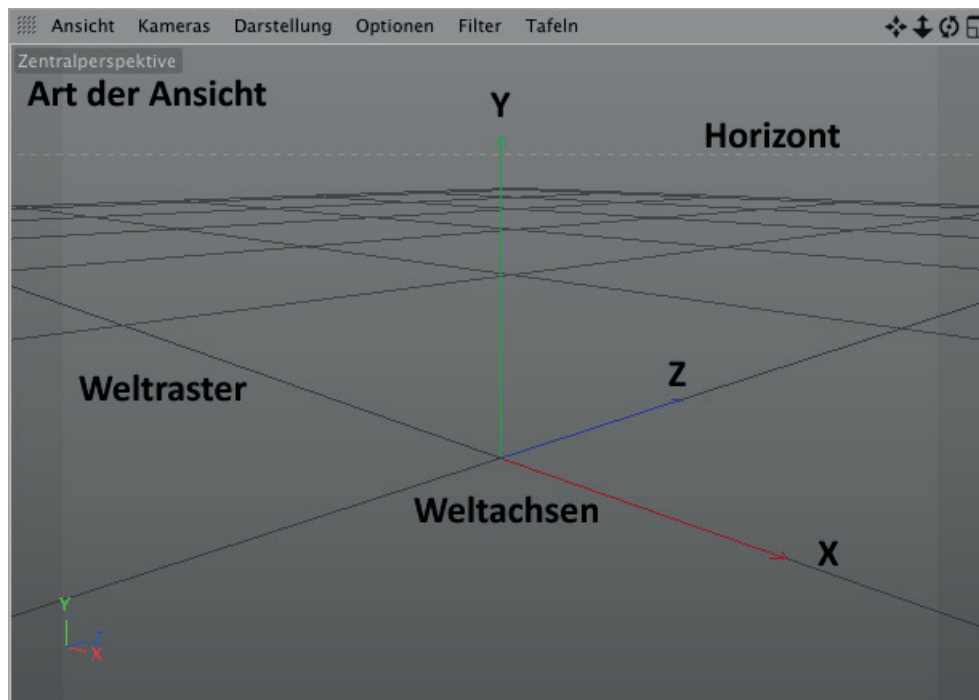 Ansicht Kameras Darstellung Optionen Filter Tafeln
Zentralperspektive
Art der Ansicht
Y
Horizont
Z
Weltraster
Weltachsen
X
Y
Z
X